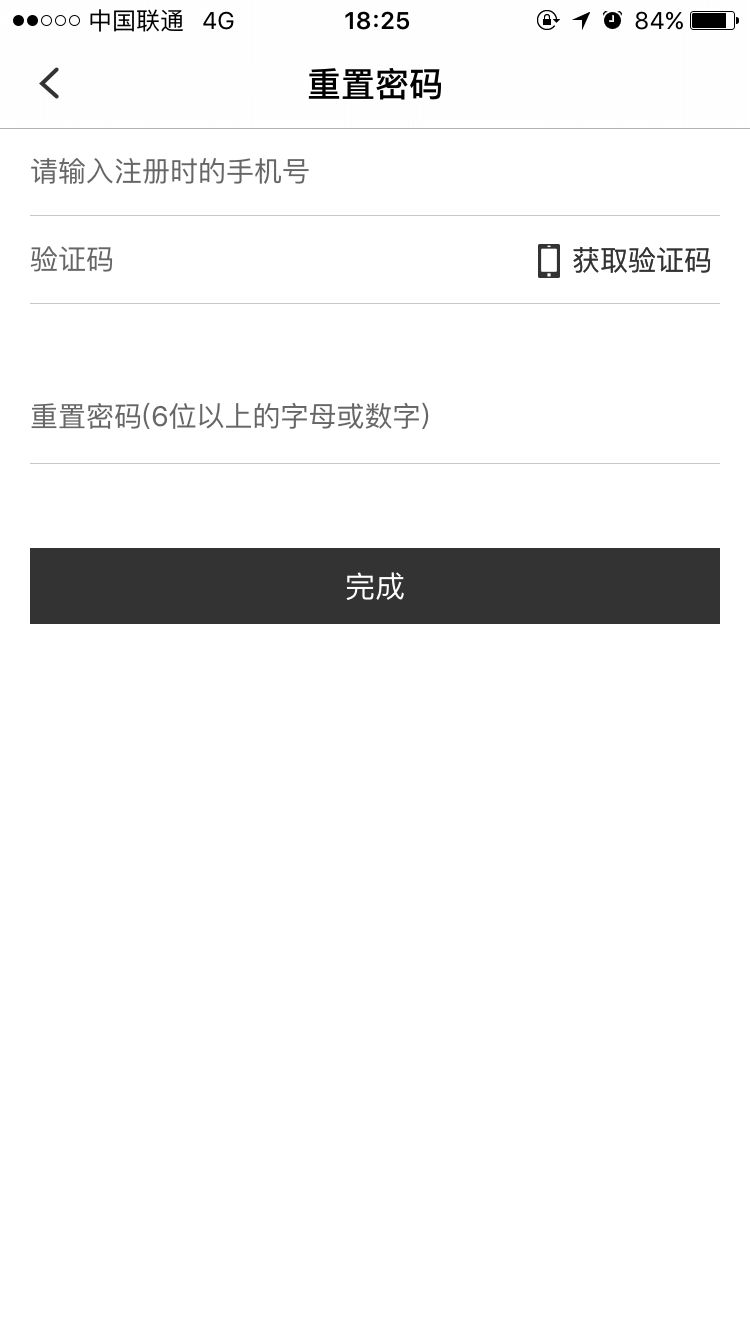 中国联通 4G 18:25 84%
重置密码
请输入注册时的手机号
验证码 获取验证码
重置密码(6位以上的字母或数字)
完成